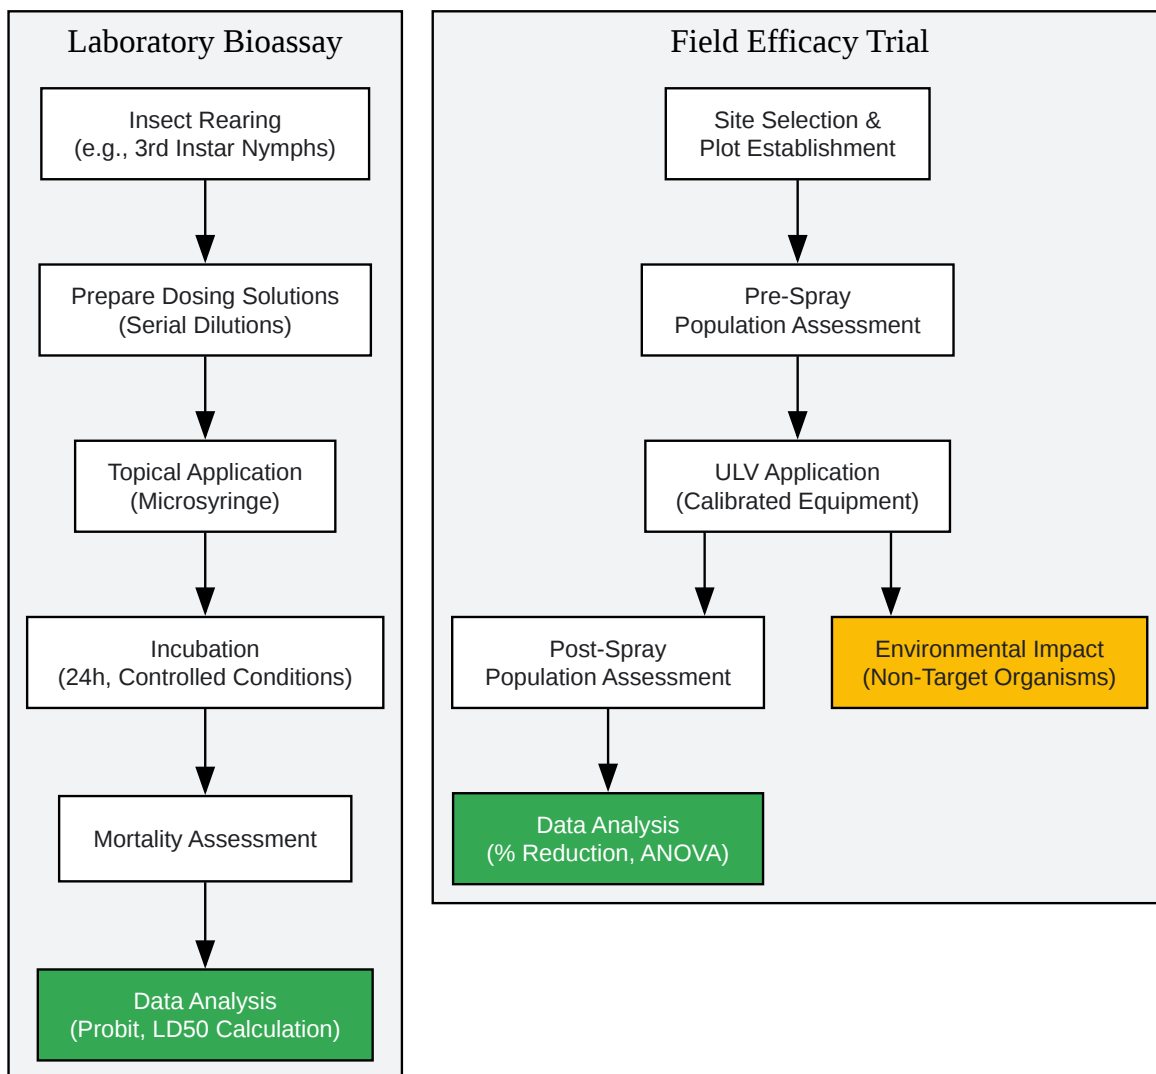 Laboratory Bioassay
Insect Rearing
(e.g., 3rd Instar Nymphs)
Prepare Dosing Solutions
(Serial Dilutions)
Topical Application
(Microsyringe)
Incubation
(24h, Controlled Conditions)
Mortality Assessment
Data Analysis
(Probit, LD50 Calculation)
Field Efficacy Trial
Site Selection &
Plot Establishment
Pre-Spray
Population Assessment
ULV Application
(Calibrated Equipment)
Post-Spray
Population Assessment
Environmental Impact
(Non-Target Organisms)
Data Analysis
(% Reduction, ANOVA)